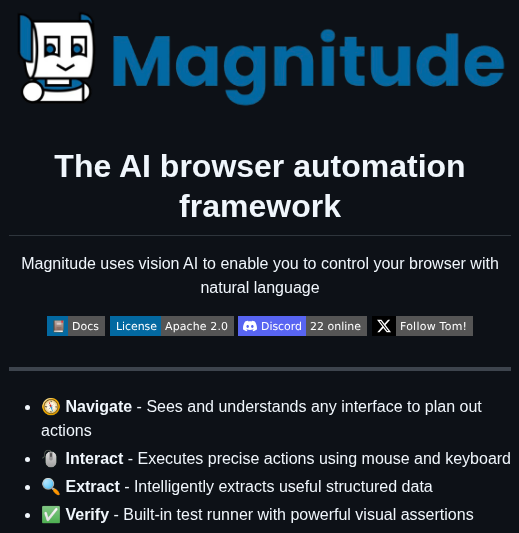 Magnitude
The AI browser automation
framework
Magnitude uses vision AI to enable you to control your browser with
natural language
Docs License Apache 2.0 Discord 22 online Follow Tom!
Navigate - Sees and understands any interface to plan out
actions
Interact - Executes precise actions using mouse and keyboard
Extract - Intelligently extracts useful structured data
Verify - Built-in test runner with powerful visual assertions